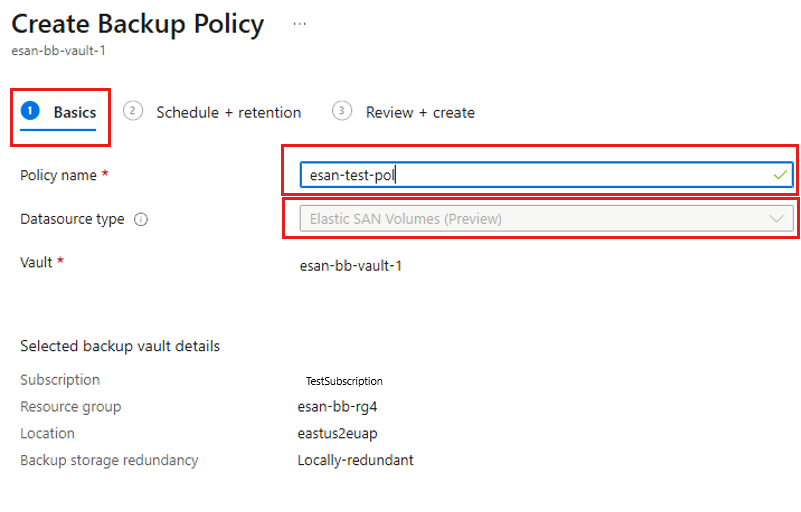 Create Backup Policy ...
esan-bb-vault-1
1 Basics 2 Schedule + retention 3 Review + create
Policy name * esan-test-pol
Datasource type Elastic SAN Volumes (Preview)
Vault * esan-bb-vault-1
Selected backup vault details
Subscription TestSubscription
Resource group esan-bb-rg4
Location eastus2euap
Backup storage redundancy Locally-redundant